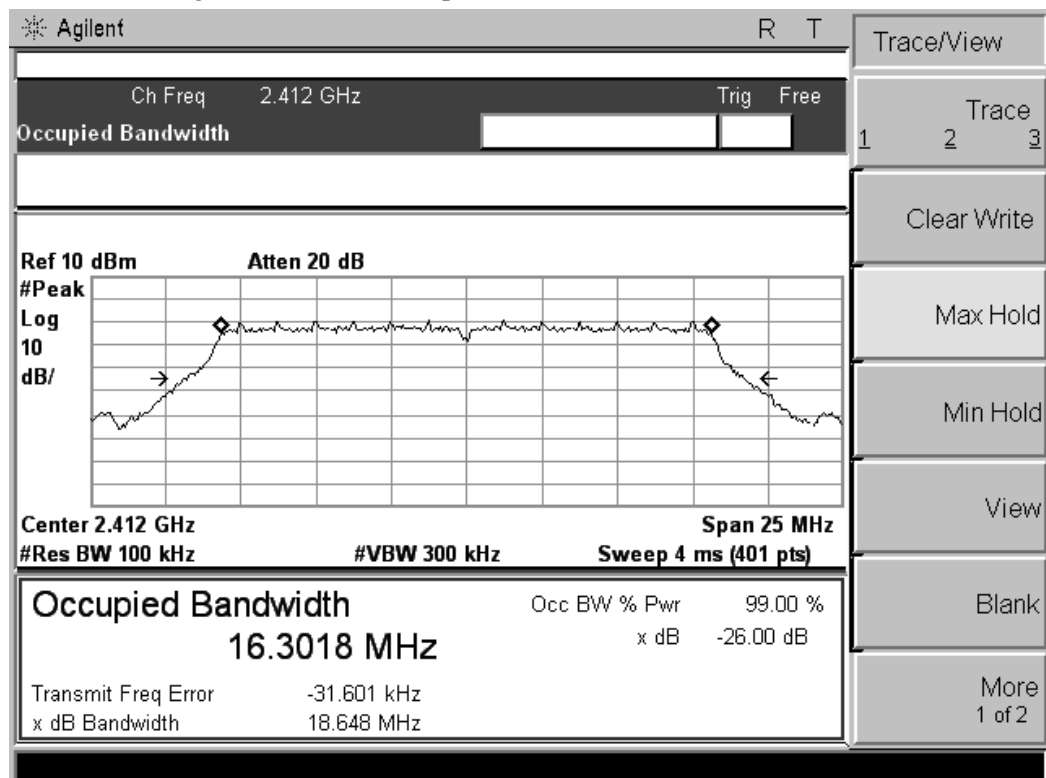 Agilent R T
Trace/View
Ch Freq 2.412 GHz Trig Free
Occupied Bandwidth
Trace
1 2 3
Clear Write
Ref 10 dBm Atten 20 dB
#Peak
Log
10
dB/
Max Hold
Min Hold
Center 2.412 GHz Span 25 MHz
#Res BW 100 kHz #VBW 300 kHz Sweep 4 ms (401 pts)
View
Occupied Bandwidth
16.3018 MHz
Occ BW % Pwr 99.00 %
x dB -26.00 dB
Transmit Freq Error -31.601 kHz
x dB Bandwidth 18.648 MHz
Blank
More
1 of 2